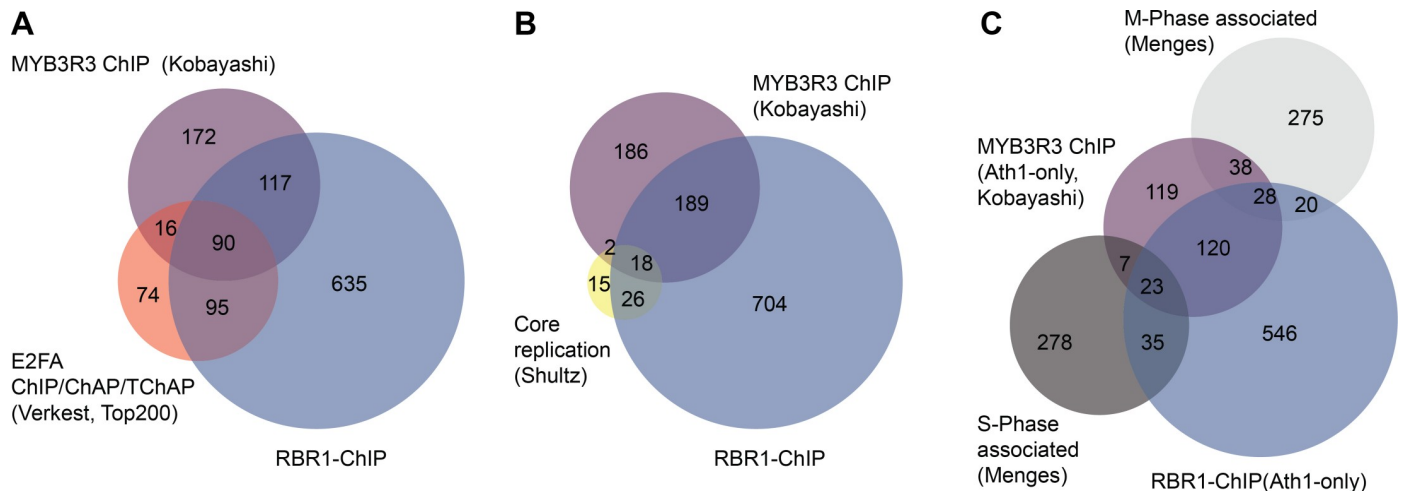 A
MYB3R3 ChIP (Kobayashi)
172
117
16
90
74
95
635
E2FA
ChIP/ChAP/TChAP
(Verkest, Top200)
RBR1-ChIP
B
MYB3R3 ChIP
(Kobayashi)
186
189
2
18
15
26
704
Core
replication
(Shultz)
RBR1-ChIP
C
M-Phase associated
(Menges)
275
MYB3R3 ChIP
(Ath1-only,
Kobayashi)
38
119
28
20
120
7
23
278
35
546
S-Phase
associated
(Menges)
RBR1-ChIP(Ath1-only)